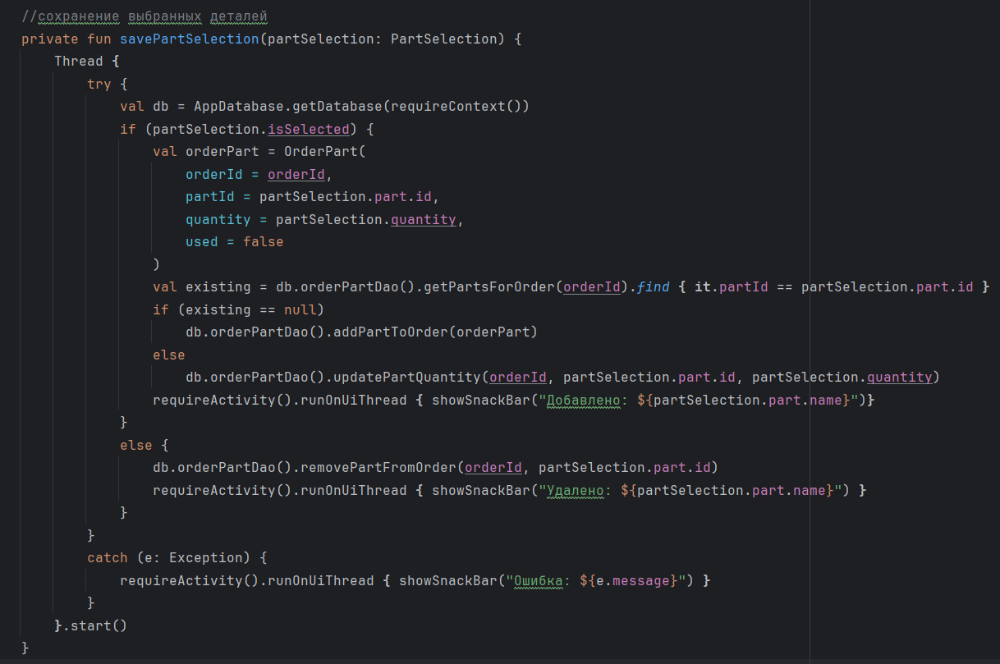 //сохранение выбранных деталей
private fun savePartSelection(partSelection: PartSelection) {
    Thread {
        try {
            val db = AppDatabase.getDatabase(requireContext())
            if (partSelection.isSelected) {
                val orderPart = OrderPart(
                    orderId = orderId,
                    partId = partSelection.part.id,
                    quantity = partSelection.quantity,
                    used = false
                )
                val existing = db.orderPartDao().getPartsForOrder(orderId).find { it.partId == partSelection.part.id }
                if (existing == null)
                    db.orderPartDao().addPartToOrder(orderPart)
                else
                    db.orderPartDao().updatePartQuantity(orderId, partSelection.part.id, partSelection.quantity)
                requireActivity().runOnUiThread { showSnackBar("Добавлено: ${partSelection.part.name}")}
            }
            else {
                db.orderPartDao().removePartFromOrder(orderId, partSelection.part.id)
                requireActivity().runOnUiThread { showSnackBar("Удалено: ${partSelection.part.name}") }
            }
        }
        catch (e: Exception) {
            requireActivity().runOnUiThread { showSnackBar("Ошибка: ${e.message}") }
        }
    }.start()
}